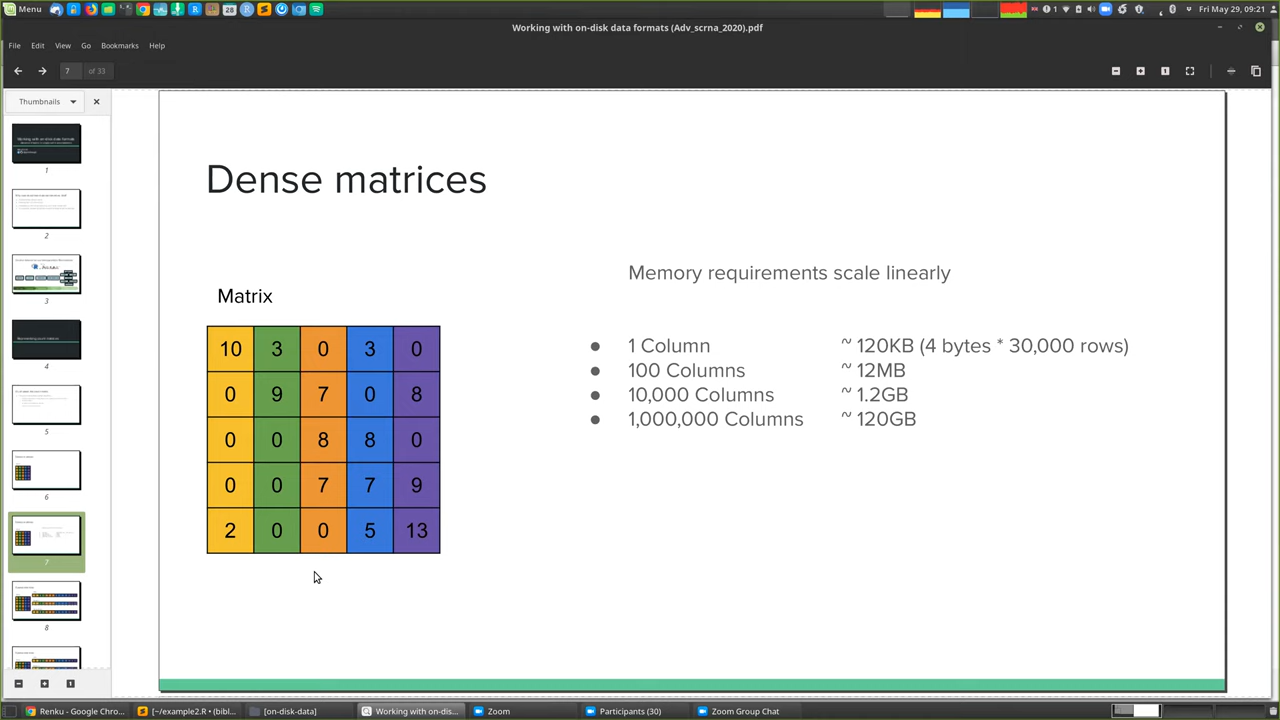 Menu
28
1
Fri May 29, 09:21
Working with on-disk data formats (Adv_scrna_2020).pdf
File Edit View Go Bookmarks Help
7 of 33
Thumbnails
1
2
3
4
5
6
7
8
Dense matrices
Memory requirements scale linearly
Matrix
10 3 0 3 0
0 9 7 0 8
0 0 8 8 0
0 0 7 7 9
2 0 0 5 13
● 1 Column ~ 120KB (4 bytes * 30,000 rows)
● 100 Columns ~ 12MB
● 10,000 Columns ~ 1.2GB
● 1,000,000 Columns ~ 120GB
Renku - Google Chro... [~/example2.R • (bibl... [on-disk-data] Working with on-dis... Zoom Participants (30) Zoom Group Chat